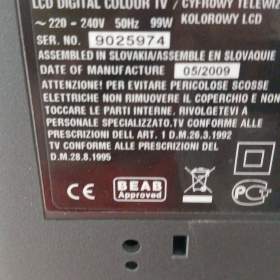 LCD DIGITAL COLOUR TV / CYFROWY TELEWIZ
KOLOROWY LCD
~ 220 - 240V 50Hz 99W
SER. NO. 9025974
ASSEMBLED IN SLOVAKIA/ASSEMBLE EN SLOVAQUIE
DATE OF MANUFACTURE 05/2009
ATTENZIONE! PER EVITARE PERICOLOSE SCOSSE
ELETTRICHE NON RIMUOVERE IL COPERCHIO E NON
TOCCARE LE PARTI INTERNE. RIVOLGETEVI A
PERSONALE SPECIALIZZATO.TV CONFORME ALLE
PRESCRIZIONI DELL ART. 1 D.M.26.3.1992
TV CONFORME ALLE PRESCRIZIONI DEL
D.M.28.8.1995
CE
BEAB
Approved